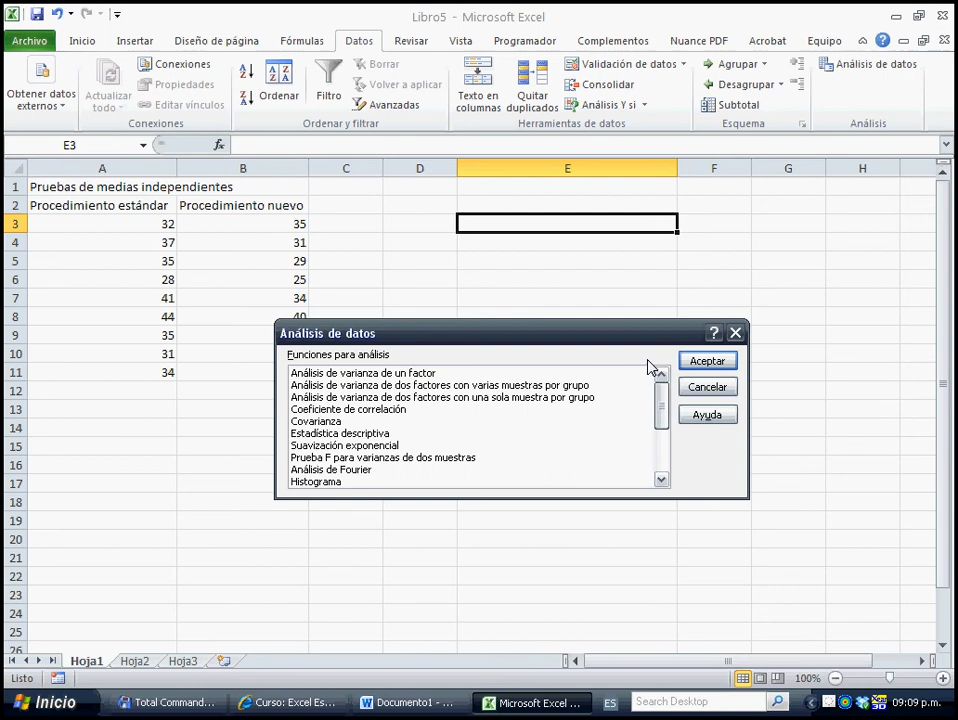 Libro5 - Microsoft Excel
Archivo Inicio Insertar Diseño de página Fórmulas Datos Revisar Vista Programador Complementos Nuance PDF Acrobat Equipo
Obtener datos externos
Actualizar todo
Conexiones
Propiedades
Editar vínculos
Conexiones
Ordenar
Filtro
Borrar
Volver a aplicar
Avanzadas
Ordenar y filtrar
Texto en columnas
Quitar duplicados
Validación de datos
Consolidar
Análisis Y si
Herramientas de datos
Agrupar
Desagrupar
Subtotal
Esquema
Análisis de datos
Análisis
E3 fx
A B C D E F G H
1 Pruebas de medias independientes
2 Procedimiento estándar Procedimiento nuevo
3 32 35
4 37 31
5 35 29
6 28 25
7 41 34
8 44 40
9 35
10 31
11 34
12
13
14
15
16
17
18
19
20
21
22
23
24
25
26
Análisis de datos
Funciones para análisis
Análisis de varianza de un factor
Análisis de varianza de dos factores con varias muestras por grupo
Análisis de varianza de dos factores con una sola muestra por grupo
Coeficiente de correlación
Covarianza
Estadística descriptiva
Suavización exponencial
Prueba F para varianzas de dos muestras
Análisis de Fourier
Histograma
Aceptar
Cancelar
Ayuda
Hoja1 Hoja2 Hoja3
Listo 100%
Inicio Total Comman... Curso: Excel Es... Documento1 - ... Microsoft Excel ... ES Search Desktop 09:09 p.m.